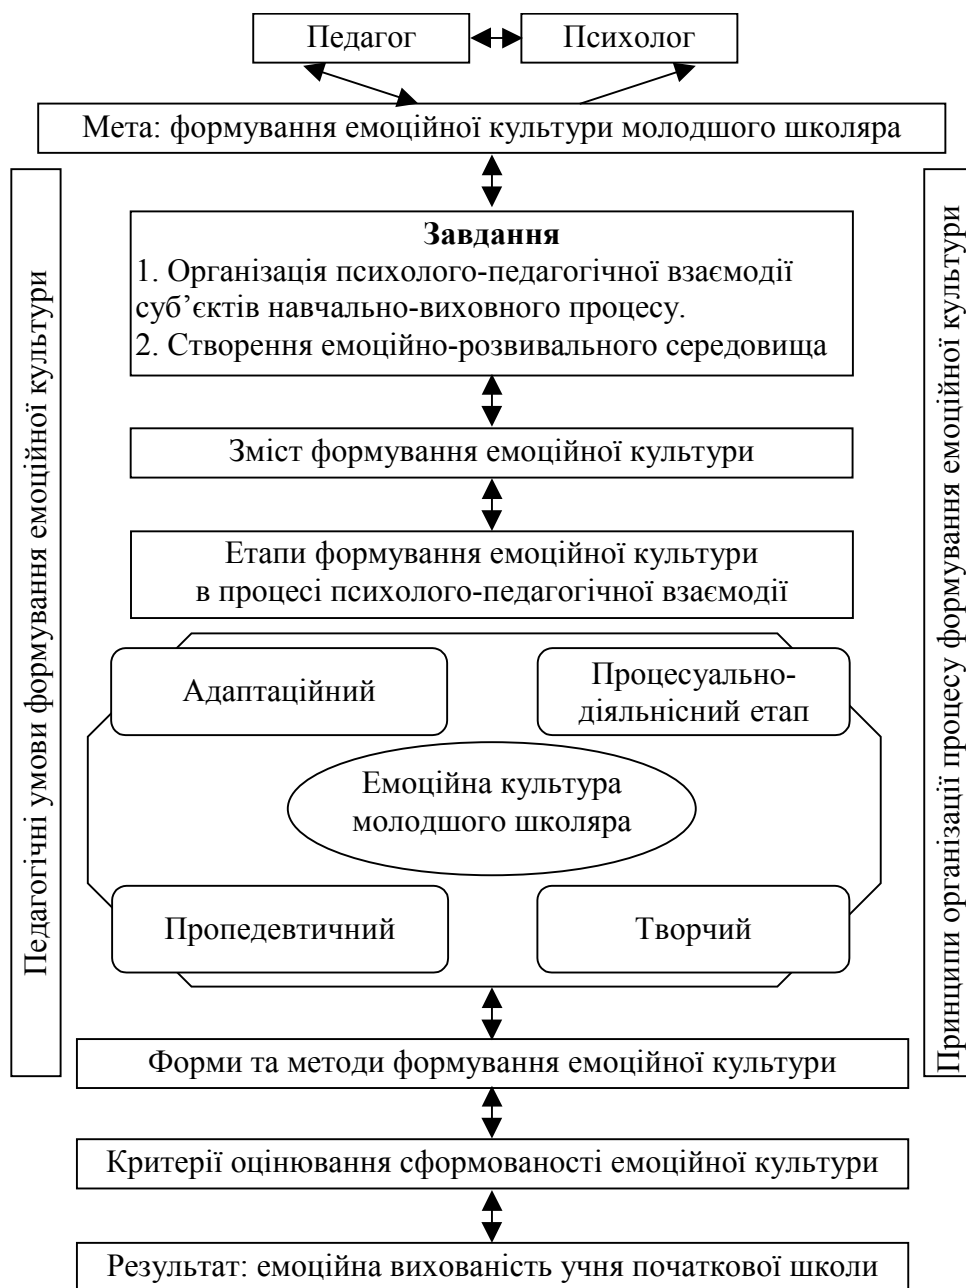 Педагог
Психолог
Мета: формування емоційної культури молодшого школяра
Педагогічні умови формування емоційної культури
Завдання
1. Організація психолого-педагогічної взаємодії
суб’єктів навчально-виховного процесу.
2. Створення емоційно-розвивального середовища
Зміст формування емоційної культури
Етапи формування емоційної культури
в процесі психолого-педагогічної взаємодії
Адаптаційний
Процесуально-
діяльнісний етап
Емоційна культура
молодшого школяра
Пропедевтичний
Творчий
Принципи організації процесу формування емоційної культури
Форми та методи формування емоційної культури
Критерії оцінювання сформованості емоційної культури
Результат: емоційна вихованість учня початкової школи